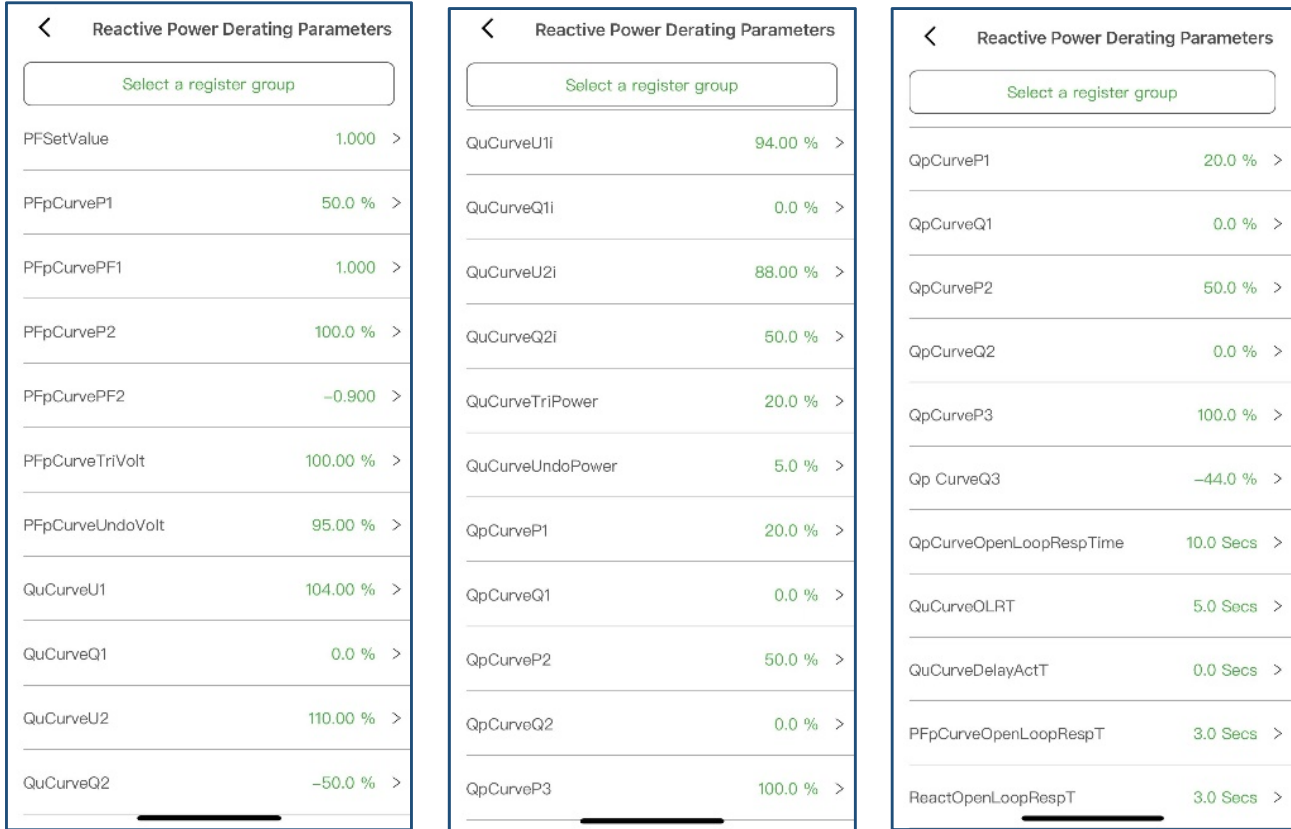 Reactive Power Derating Parameters
Select a register group
PFSetValue 1.000 >
PFpCurveP1 50.0 % >
PFpCurvePF1 1.000 >
PFpCurveP2 100.0 % >
PFpCurvePF2 −0.900 >
PFpCurveTriVolt 100.00 % >
PFpCurveUndoVolt 95.00 % >
QuCurveU1 104.00 % >
QuCurveQ1 0.0 % >
QuCurveU2 110.00 % >
QuCurveQ2 −50.0 % >
Reactive Power Derating Parameters
Select a register group
QuCurveU1i 94.00 % >
QuCurveQ1i 0.0 % >
QuCurveU2i 88.00 % >
QuCurveQ2i 50.0 % >
QuCurveTriPower 20.0 % >
QuCurveUndoPower 5.0 % >
QpCurveP1 20.0 % >
QpCurveQ1 0.0 % >
QpCurveP2 50.0 % >
QpCurveQ2 0.0 % >
QpCurveP3 100.0 % >
Reactive Power Derating Parameters
Select a register group
QpCurveP1 20.0 % >
QpCurveQ1 0.0 % >
QpCurveP2 50.0 % >
QpCurveQ2 0.0 % >
QpCurveP3 100.0 % >
Qp CurveQ3 −44.0 % >
QpCurveOpenLoopRespTime 10.0 Secs >
QuCurveOLRT 5.0 Secs >
QuCurveDelayActT 0.0 Secs >
PFpCurveOpenLoopRespT 3.0 Secs >
ReactOpenLoopRespT 3.0 Secs >